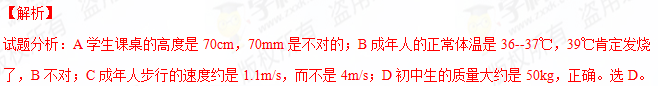 【解析】
试题分析：A 学生课桌的高度是 70cm，70mm 是不对的；B 成年人的正常体温是 36--37℃，39℃肯定发烧
了，B 不对；C 成年人步行的速度约是 1.1m/s，而不是 4m/s；D 初中生的质量大约是 50kg，正确。选 D。